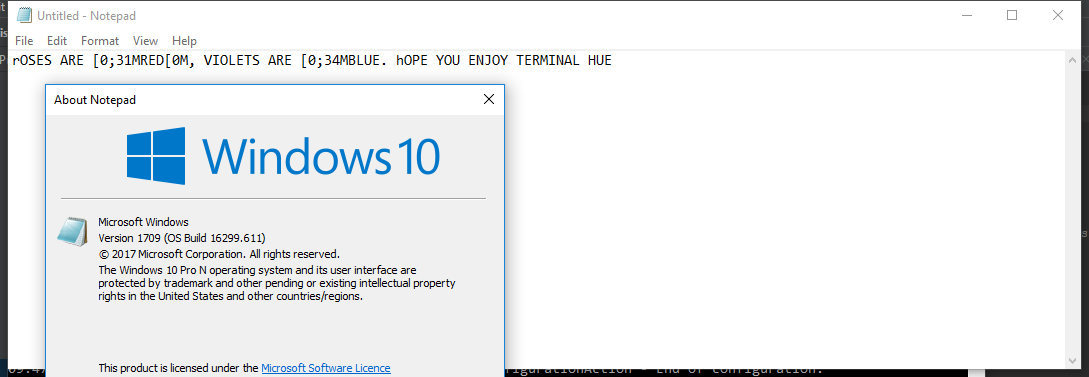 Untitled - Notepad
File Edit Format View Help
rOSES ARE [0;31MRED[0M, VIOLETS ARE [0;34MBLUE. hOPE YOU ENJOY TERMINAL HUE
About Notepad
Windows 10
Microsoft Windows
Version 1709 (OS Build 16299.611)
© 2017 Microsoft Corporation. All rights reserved.
The Windows 10 Pro N operating system and its user interface are
protected by trademark and other pending or existing intellectual property
rights in the United States and other countries/regions.
This product is licensed under the Microsoft Software Licence
figurationAction - End of configuration.